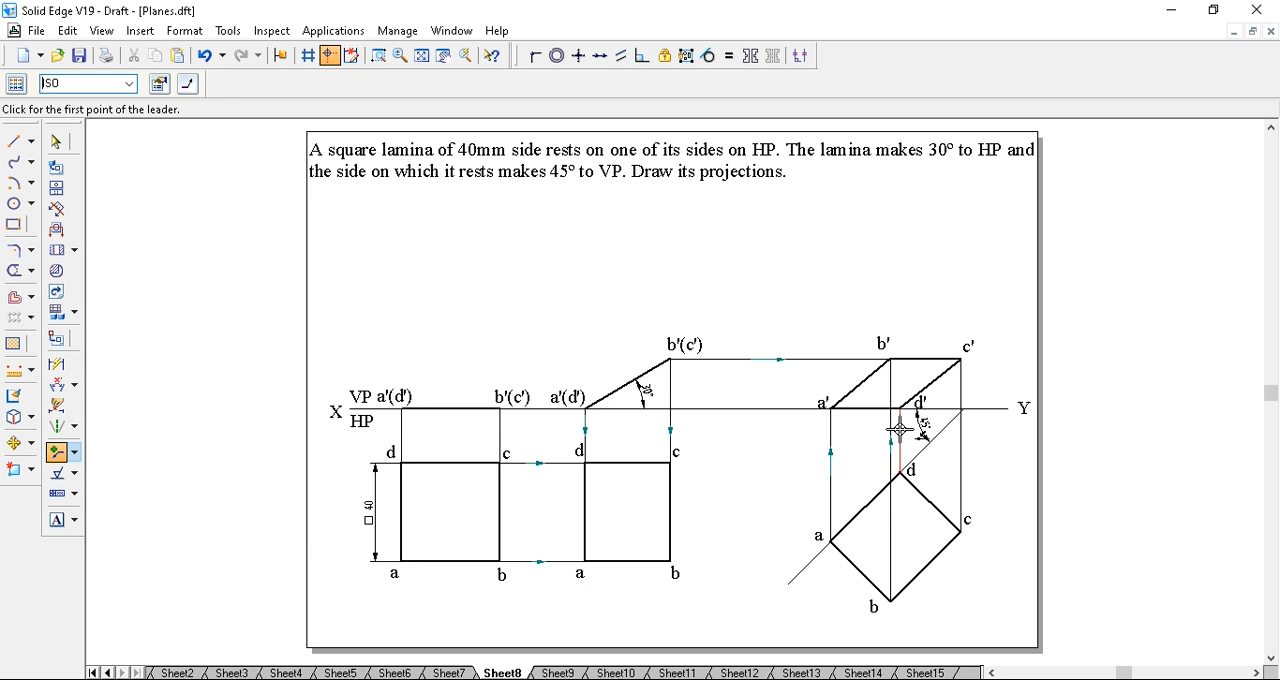 Solid Edge V19 - Draft - [Planes.dft]
File Edit View Insert Format Tools Inspect Applications Manage Window Help
ISO
Click for the first point of the leader.
A square lamina of 40mm side rests on one of its sides on HP. The lamina makes 30° to HP and
the side on which it rests makes 45° to VP. Draw its projections.
b'(c') b' c'
VP a'(d') b'(c') a'(d') 30° a' d'
X HP Y
45°
d c d c d
□ 40
a c
a b a b
b
Sheet2 Sheet3 Sheet4 Sheet5 Sheet6 Sheet7 Sheet8 Sheet9 Sheet10 Sheet11 Sheet12 Sheet13 Sheet14 Sheet15